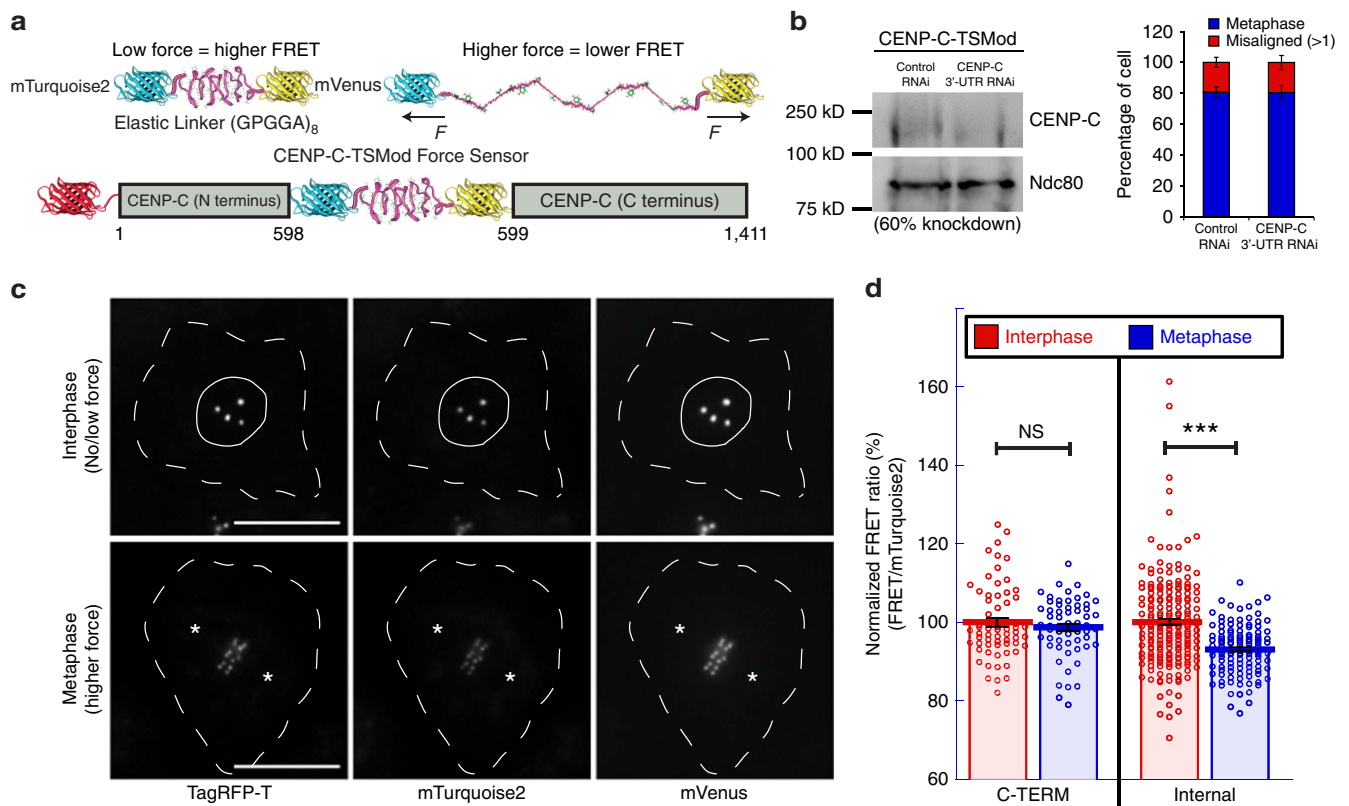 a
Low force = higher FRET
Higher force = lower FRET
mTurquoise2
mVenus
Elastic Linker (GPGGA)8
F
F
CENP-C-TSMod Force Sensor
CENP-C (N terminus)
CENP-C (C terminus)
1
598
599
1,411
b
CENP-C-TSMod
Control RNAi
CENP-C 3'-UTR RNAi
250 kD
100 kD
75 kD
CENP-C
Ndc80
(60% knockdown)
Metaphase
Misaligned (>1)
Percentage of cell
120
100
80
60
40
20
0
Control RNAi
CENP-C 3'-UTR RNAi
c
Interphase
(No/low force)
Metaphase
(higher force)
*
*
*
*
*
*
TagRFP-T
mTurquoise2
mVenus
d
Interphase
Metaphase
Normalized FRET ratio (%)
(FRET/mTurquoise2)
160
140
120
100
80
60
NS
***
C-TERM
Internal